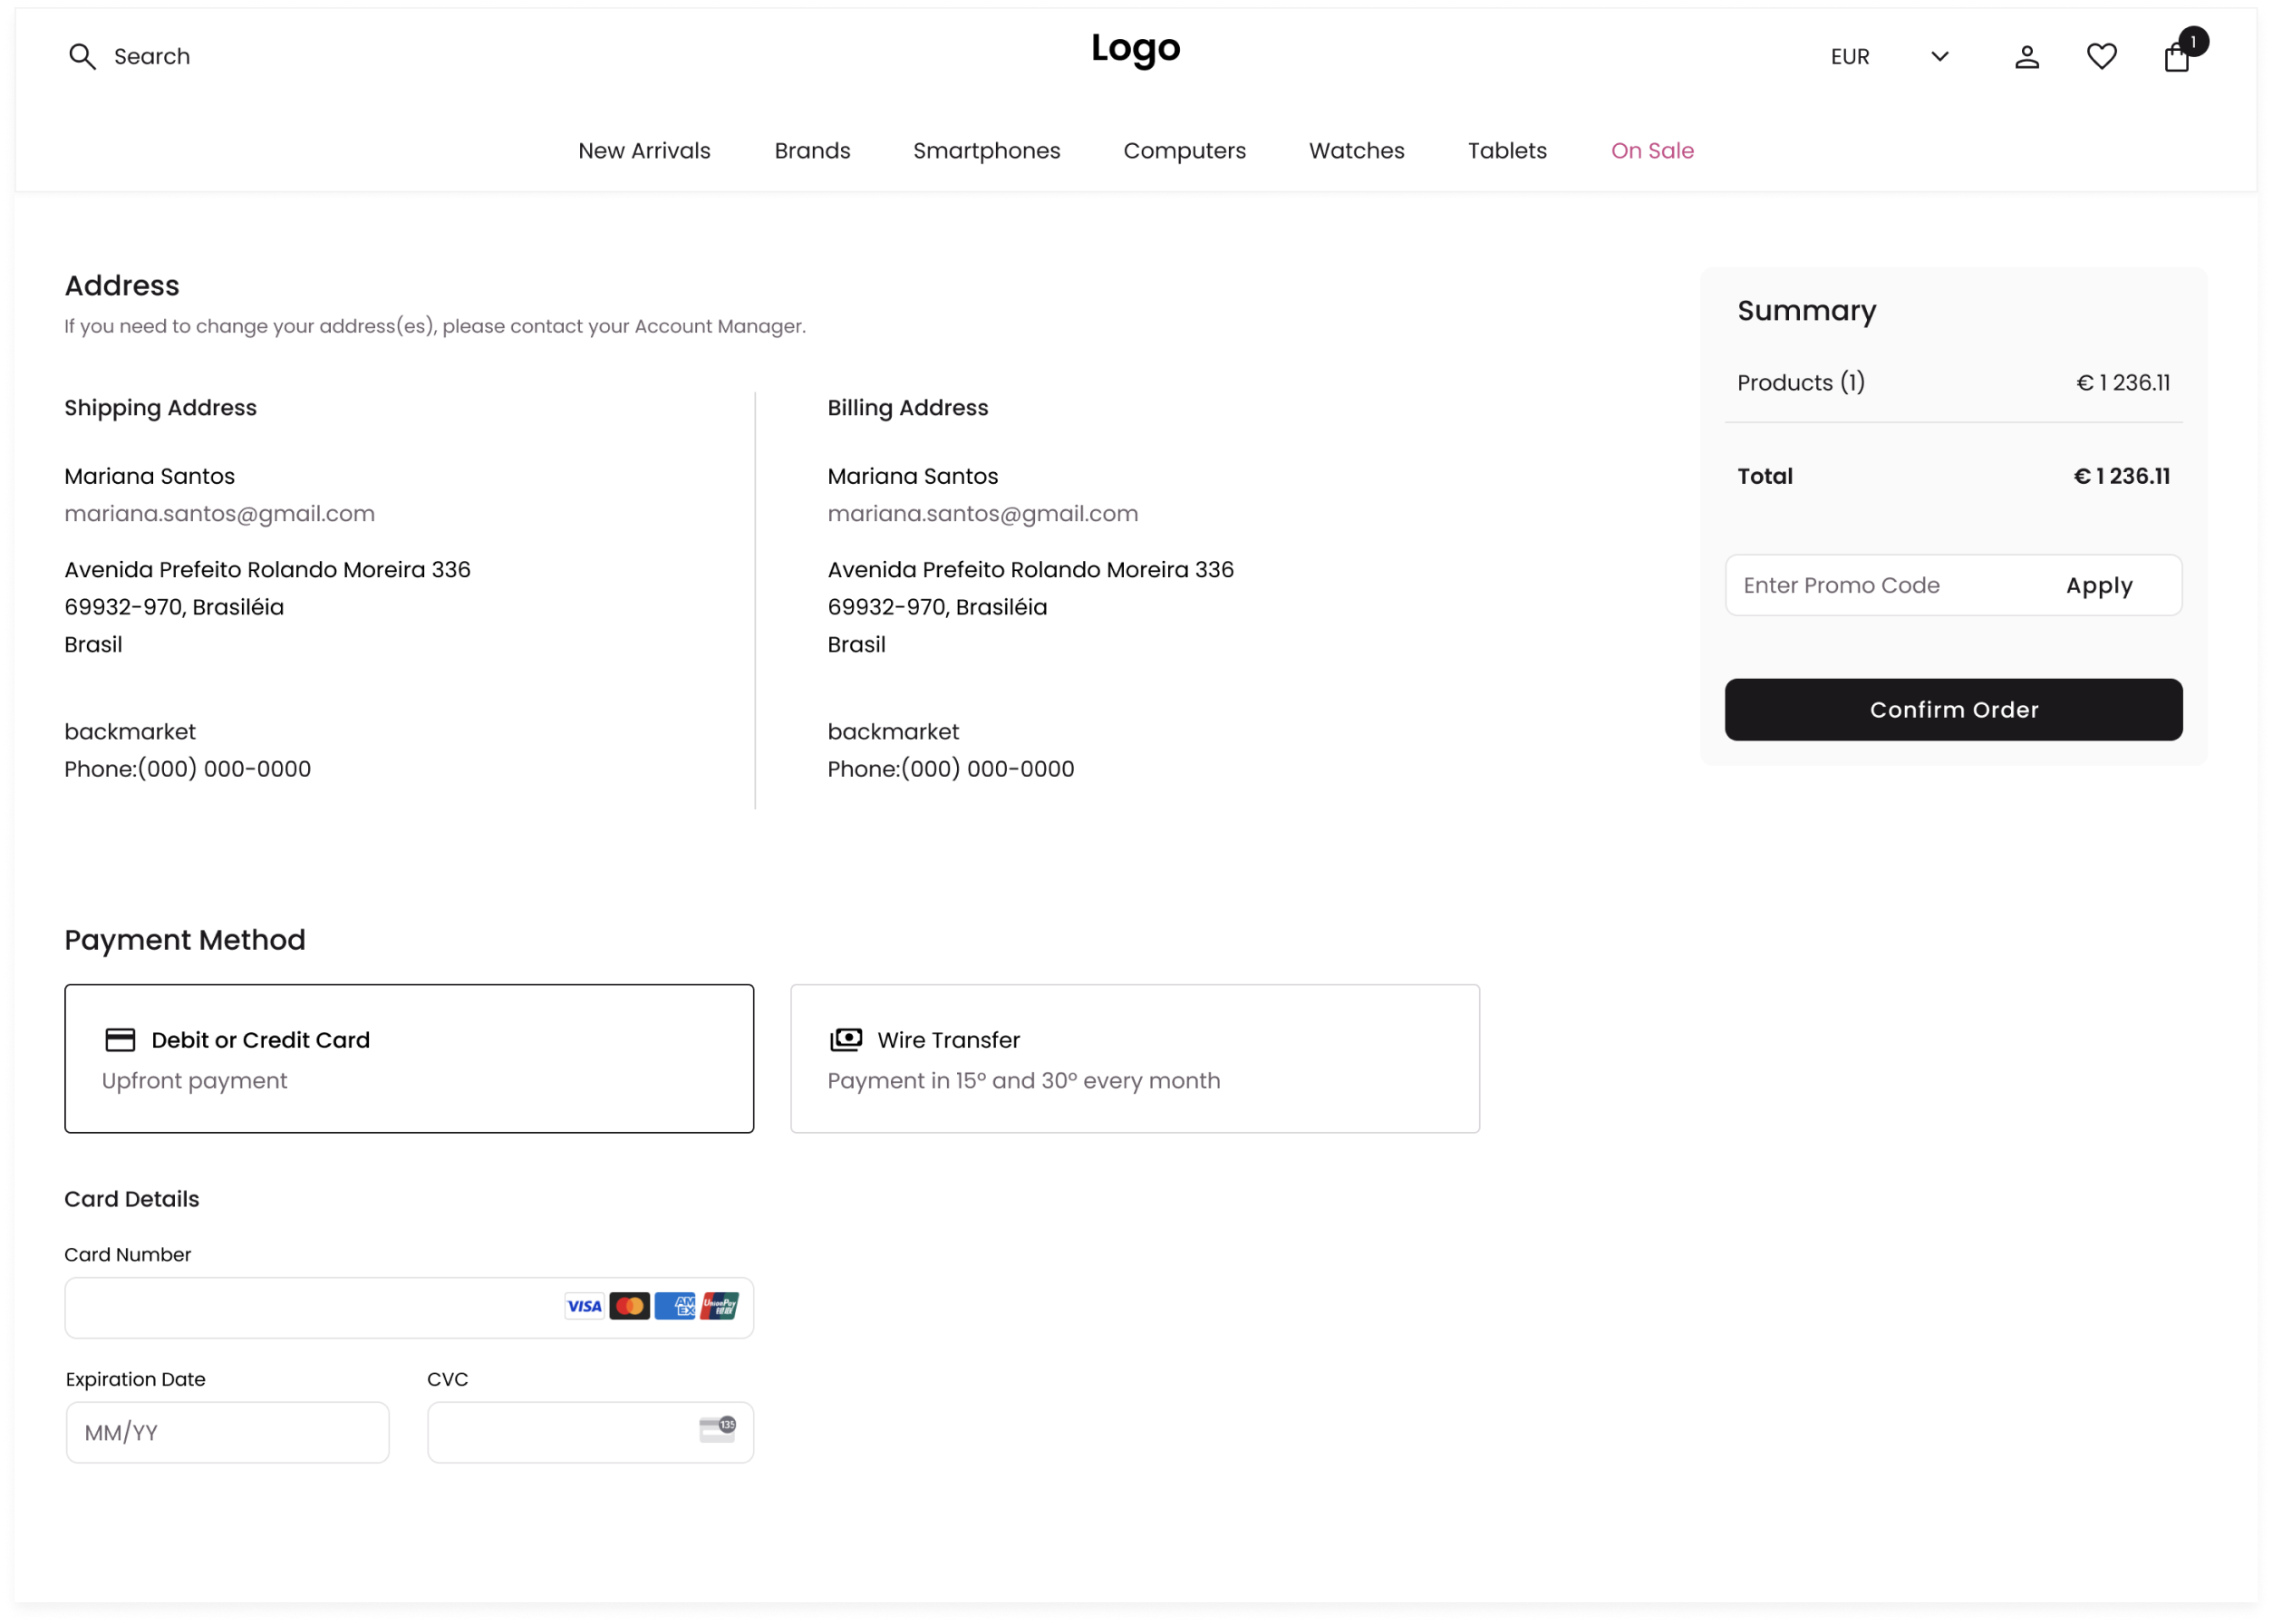 Search
Logo
EUR
1
New Arrivals
Brands
Smartphones
Computers
Watches
Tablets
On Sale
Address
If you need to change your address(es), please contact your Account Manager.
Shipping Address
Mariana Santos
mariana.santos@gmail.com
Avenida Prefeito Rolando Moreira 336
69932-970, Brasiléia
Brasil
backmarket
Phone:(000) 000-0000
Billing Address
Mariana Santos
mariana.santos@gmail.com
Avenida Prefeito Rolando Moreira 336
69932-970, Brasiléia
Brasil
backmarket
Phone:(000) 000-0000
Summary
Products (1) € 1 236.11
Total € 1 236.11
Enter Promo Code Apply
Confirm Order
Payment Method
Debit or Credit Card
Upfront payment
Wire Transfer
Payment in 15º and 30º every month
Card Details
Card Number
VISA
AM
EX
UnionPay
银联
Expiration Date
MM/YY
CVC
135